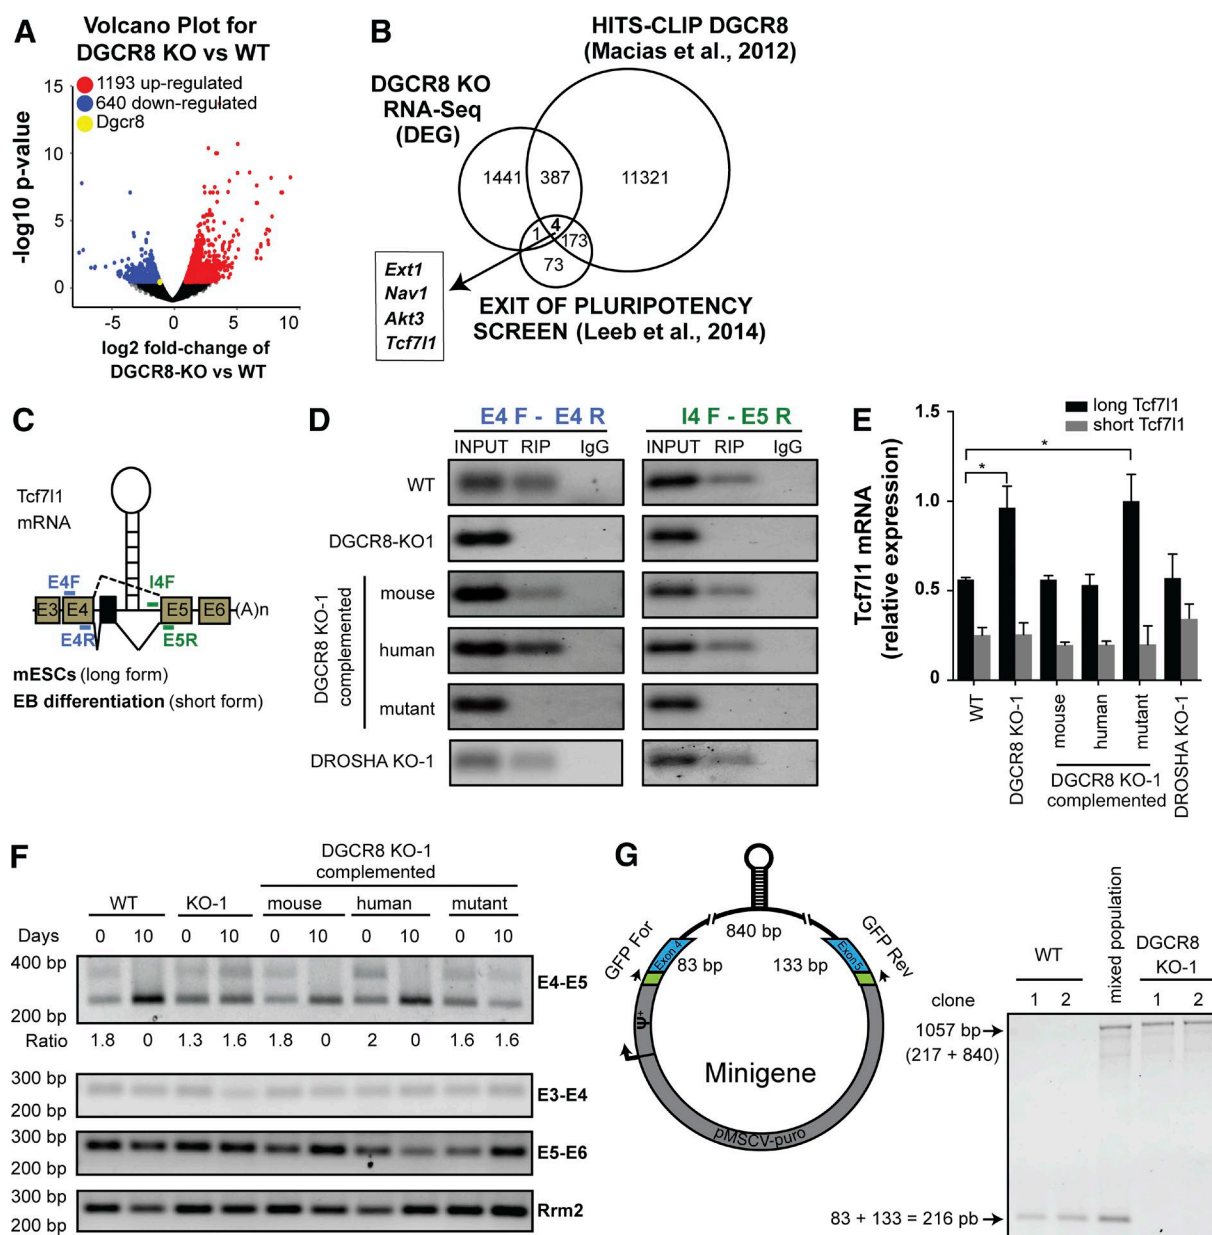 A
Volcano Plot for
DGCR8 KO vs WT
1193 up-regulated
640 down-regulated
Dgcr8
-log10 p-value
15
10
5
0
-5 0 5 10
log2 fold-change of
DGCR8-KO vs WT
B
HITS-CLIP DGCR8
(Macias et al., 2012)
DGCR8 KO
RNA-Seq
(DEG)
1441 387 11321
1 4 173
73
Ext1
Nav1
Akt3
Tcf7l1
EXIT OF PLURIPOTENCY
SCREEN (Leeb et al., 2014)
C
Tcf7l1
mRNA
E4F I4F
E3 E4 E5 E6 (A)n
E4R E5R
mESCs (long form)
EB differentiation (short form)
D
E4 F - E4 R I4 F - E5 R
INPUT RIP IgG INPUT RIP IgG
WT
DGCR8-KO1
DGCR8 KO-1
complemented
mouse
human
mutant
DROSHA KO-1
E
long Tcf7l1
short Tcf7l1
Tcf7l1 mRNA
(relative expression)
1.5
1.0
0.5
0
*
*
WT
DGCR8 KO-1
mouse
human
mutant
DROSHA KO-1
DGCR8 KO-1
complemented
F
DGCR8 KO-1
complemented
WT KO-1 mouse human mutant
Days 0 10 0 10 0 10 0 10 0 10
400 bp
200 bp
E4-E5
Ratio 1.8 0 1.3 1.6 1.8 0 2 0 1.6 1.6
300 bp
200 bp
E3-E4
300 bp
200 bp
E5-E6
300 bp
200 bp
Rrm2
G
840 bp
GFP For
GFP Rev
Exon 4
Exon 5
83 bp 133 bp
Ψ+
Minigene
pMSCV-puro
WT
mixed population
DGCR8
KO-1
clone 1 2 1 2
1057 bp
(217 + 840)
83 + 133 = 216 pb